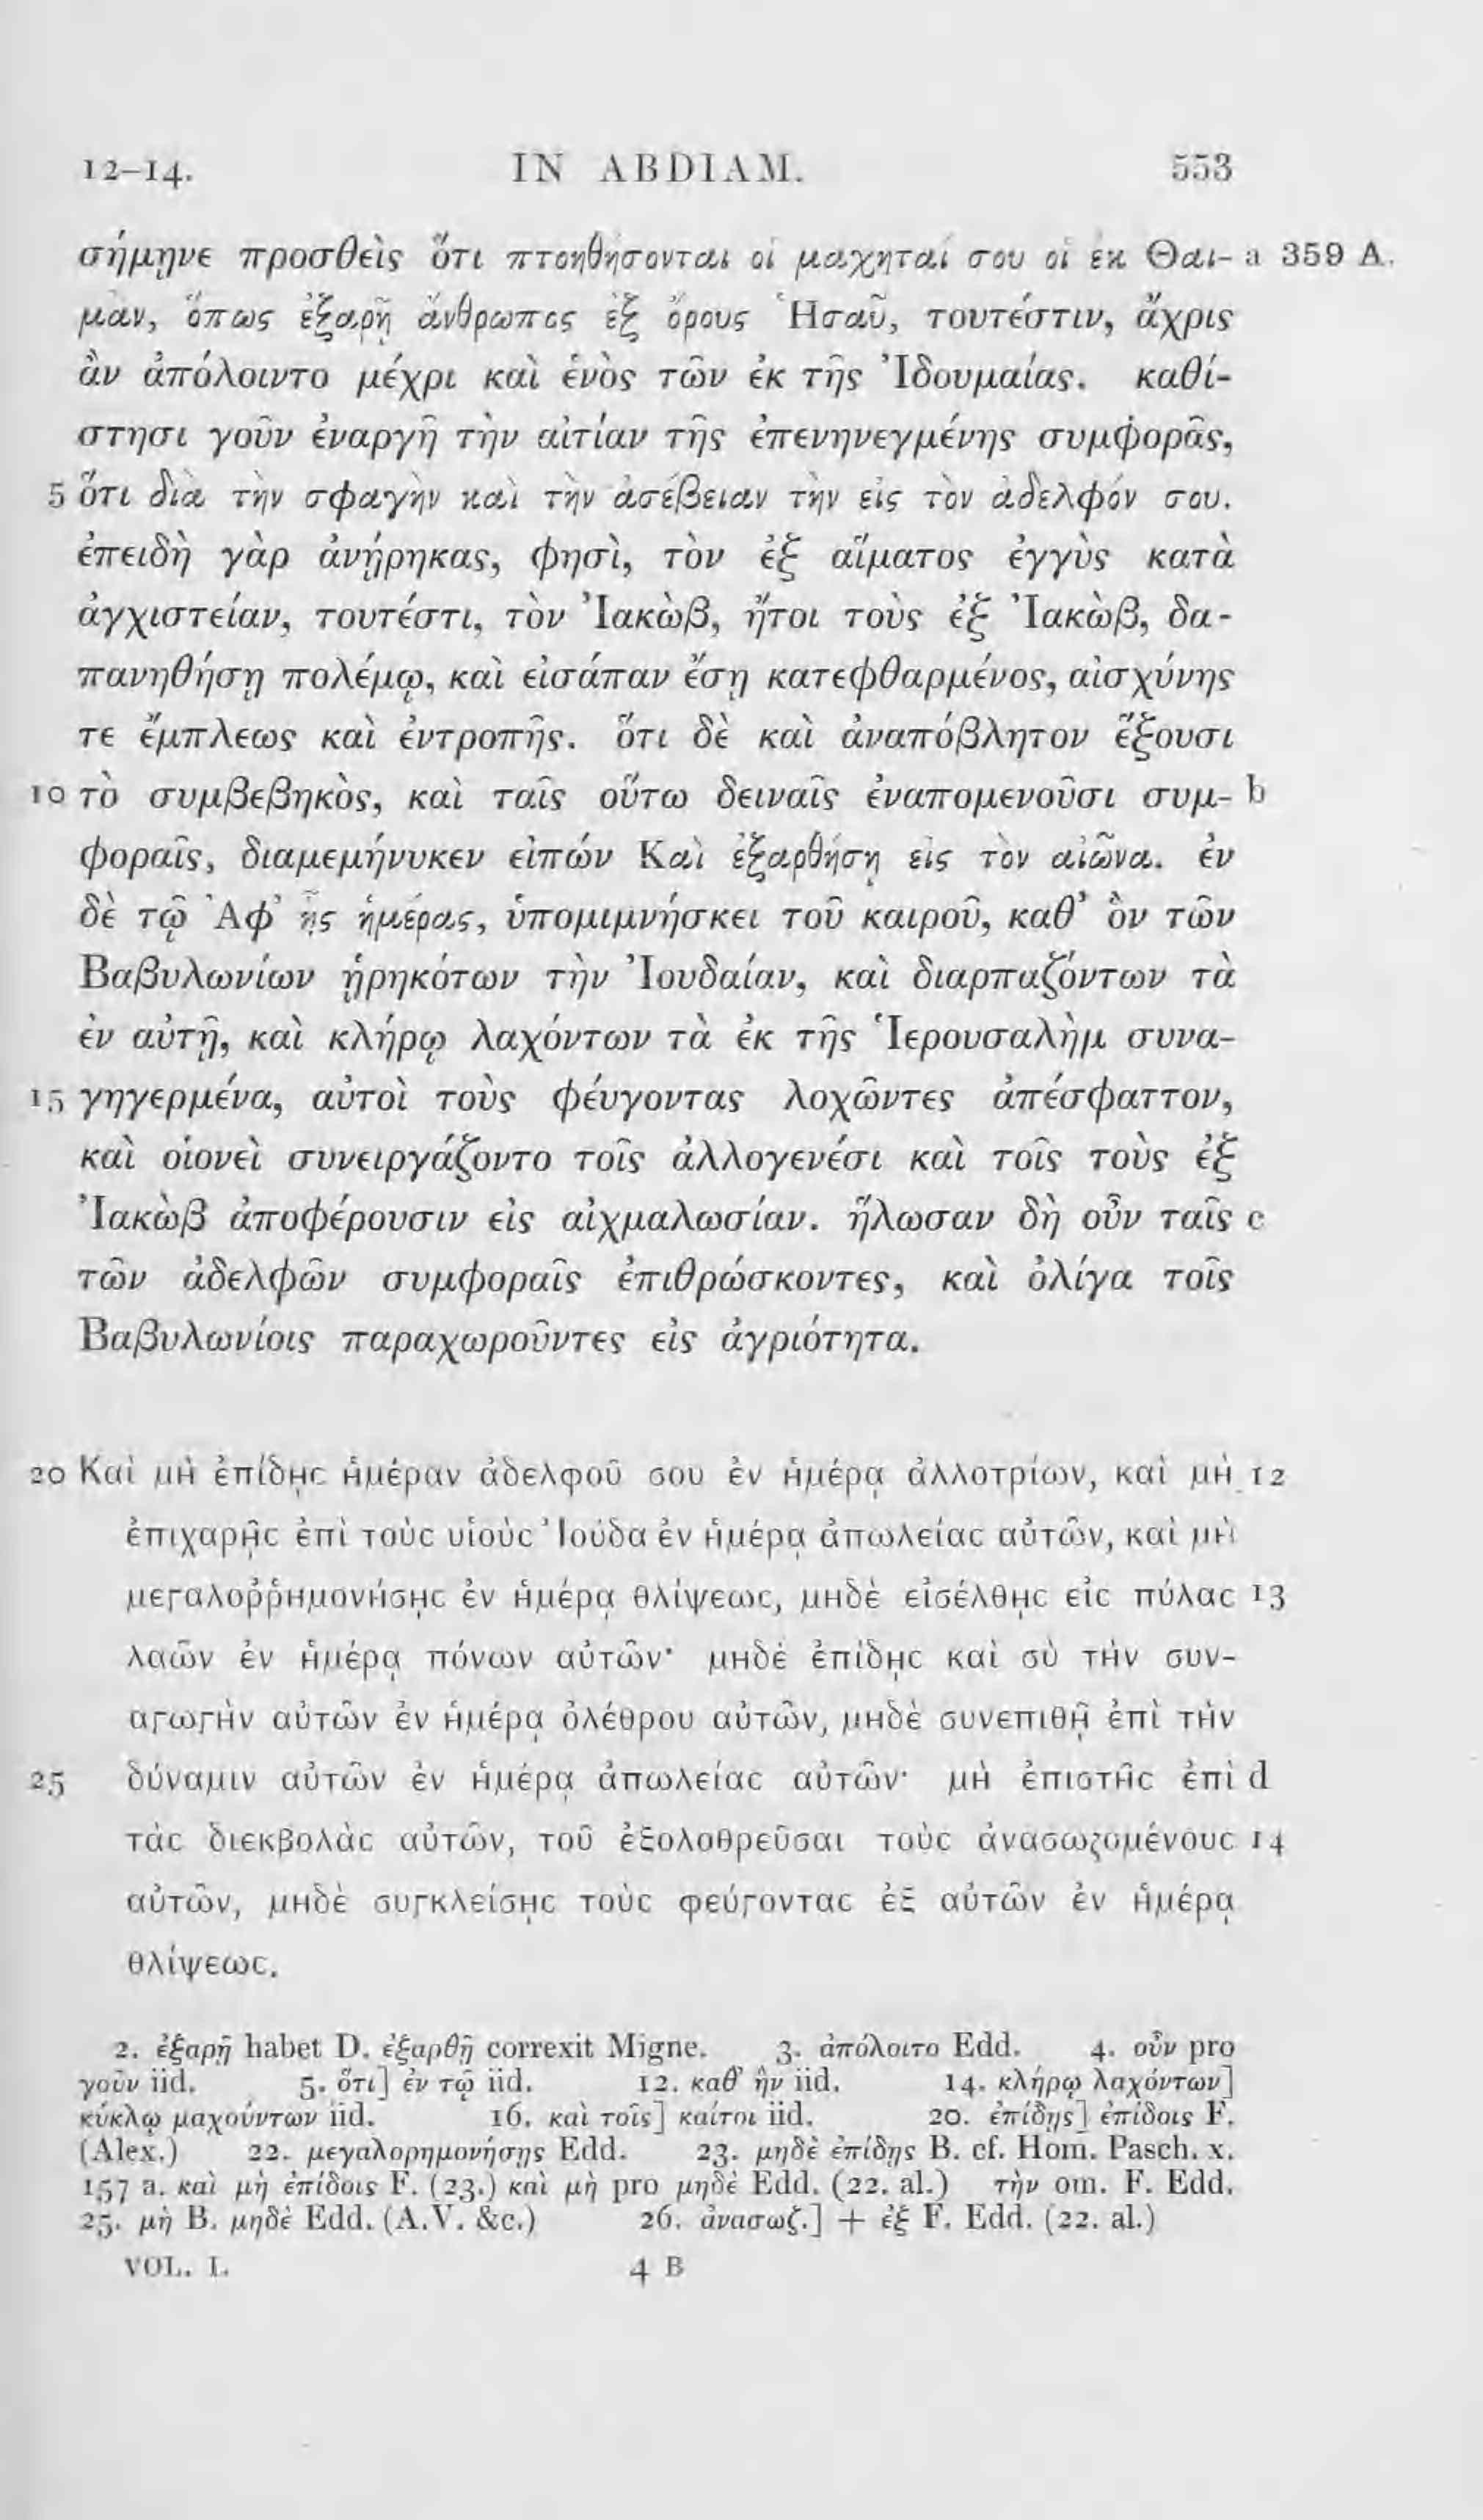 12–14. IN ABDIAM. 553
σήμηνε προσθεὶς ὅτι πτοηθήσονται οἱ μαχηταί σου οἱ ἐκ Θαι- a 359 A.
μὰν, ὅπως ἐξαρῇ ἄνθρωπος ἐξ ὄρους Ἡσαῦ, τουτέστιν, ἄχρις
ἂν ἀπόλοιντο μέχρι καὶ ἑνὸς τῶν ἐκ τῆς Ἰδουμαίας. καθί-
στησι γοῦν ἐναργῆ τὴν αἰτίαν τῆς ἐπενηνεγμένης συμφορᾶς,
5 ὅτι διὰ τὴν σφαγὴν καὶ τὴν ἀσέβειαν τὴν εἰς τὸν ἀδελφόν σου.
ἐπειδὴ γὰρ ἀνῄρηκας, φησὶ, τὸν ἐξ αἵματος ἐγγὺς κατὰ
ἀγχιστείαν, τουτέστι, τὸν Ἰακὼβ, ἤτοι τοὺς ἐξ Ἰακὼβ, δα-
πανηθήσῃ πολέμῳ, καὶ εἰσάπαν ἔσῃ κατεφθαρμένος, αἰσχύνης
τε ἔμπλεως καὶ ἐντροπῆς. ὅτι δὲ καὶ ἀναπόβλητον ἕξουσι
10 τὸ συμβεβηκὸς, καὶ ταῖς οὕτω δειναῖς ἐναπομενοῦσι συμ- b
φοραῖς, διαμεμήνυκεν εἰπών Καὶ ἐξαρθήσῃ εἰς τὸν αἰῶνα. ἐν
δὲ τῷ Ἀφ’ ἧς ἡμέρας, ὑπομιμνήσκει τοῦ καιροῦ, καθ’ ὃν τῶν
Βαβυλωνίων ᾑρηκότων τὴν Ἰουδαίαν, καὶ διαρπαζόντων τὰ
ἐν αὐτῇ, καὶ κλήρῳ λαχόντων τὰ ἐκ τῆς Ἱερουσαλὴμ συνα-
15 γηγερμένα, αὐτοὶ τοὺς φεύγοντας λοχῶντες ἀπέσφαττον,
καὶ οἱονεὶ συνειργάζοντο τοῖς ἀλλογενέσι καὶ τοῖς τοὺς ἐξ
Ἰακὼβ ἀποφέρουσιν εἰς αἰχμαλωσίαν. ἥλωσαν δὴ οὖν ταῖς c
τῶν ἀδελφῶν συμφοραῖς ἐπιθρώσκοντες, καὶ ὀλίγα τοῖς
Βαβυλωνίοις παραχωροῦντες εἰς ἀγριότητα.
20 Καὶ μὴ ἐπίδῃς ἡμέραν ἀδελφοῦ σου ἐν ἡμέρᾳ ἀλλοτρίων, καὶ μὴ 12
ἐπιχαρῇς ἐπὶ τοὺς υἱοὺς Ἰούδα ἐν ἡμέρᾳ ἀπωλείας αὐτῶν, καὶ μὴ
μεγαλοῤῥημονήσῃς ἐν ἡμέρᾳ θλίψεως, μηδὲ εἰσέλθῃς εἰς πύλας 13
λαῶν ἐν ἡμέρᾳ πόνων αὐτῶν· μηδὲ ἐπίδῃς καὶ σὺ τὴν συν-
αγωγὴν αὐτῶν ἐν ἡμέρᾳ ὀλέθρου αὐτῶν, μηδὲ συνεπιθῇ ἐπὶ τὴν
25 δύναμιν αὐτῶν ἐν ἡμέρᾳ ἀπωλείας αὐτῶν· μὴ ἐπιστῇς ἐπὶ d
τὰς διεκβολὰς αὐτῶν, τοῦ ἐξολοθρεῦσαι τοὺς ἀνασωζομένους 14
αὐτῶν, μηδὲ συγκλείσῃς τοὺς φεύγοντας ἐξ αὐτῶν ἐν ἡμέρᾳ
θλίψεως.
2. ἐξαρῇ habet D. ἐξαρθῇ correxit Migne. 3. ἀπόλοιτο Edd. 4. οὖν pro
γοῦν iid. 5. ὅτι] ἐν τῷ iid. 12. καθ’ ἣν iid. 14. κλήρῳ λαχόντων]
κύκλῳ μαχούντων iid. 16. καὶ τοῖς] καίτοι iid. 20. ἐπίδῃς] ἐπίδοις F.
(Alex.) 22. μεγαλορημονήσῃς Edd. 23. μηδὲ ἐπίδῃς B. cf. Hom. Pasch. x.
157 a. καὶ μὴ ἐπίδοις F. (23.) καὶ μὴ pro μηδὲ Edd. (22. al.) τὴν om. F. Edd.
25. μὴ B. μηδὲ Edd. (A.V. &c.) 26. ἀνασωζ.] + ἐξ F. Edd. (22. al.)
VOL. I. 4 B